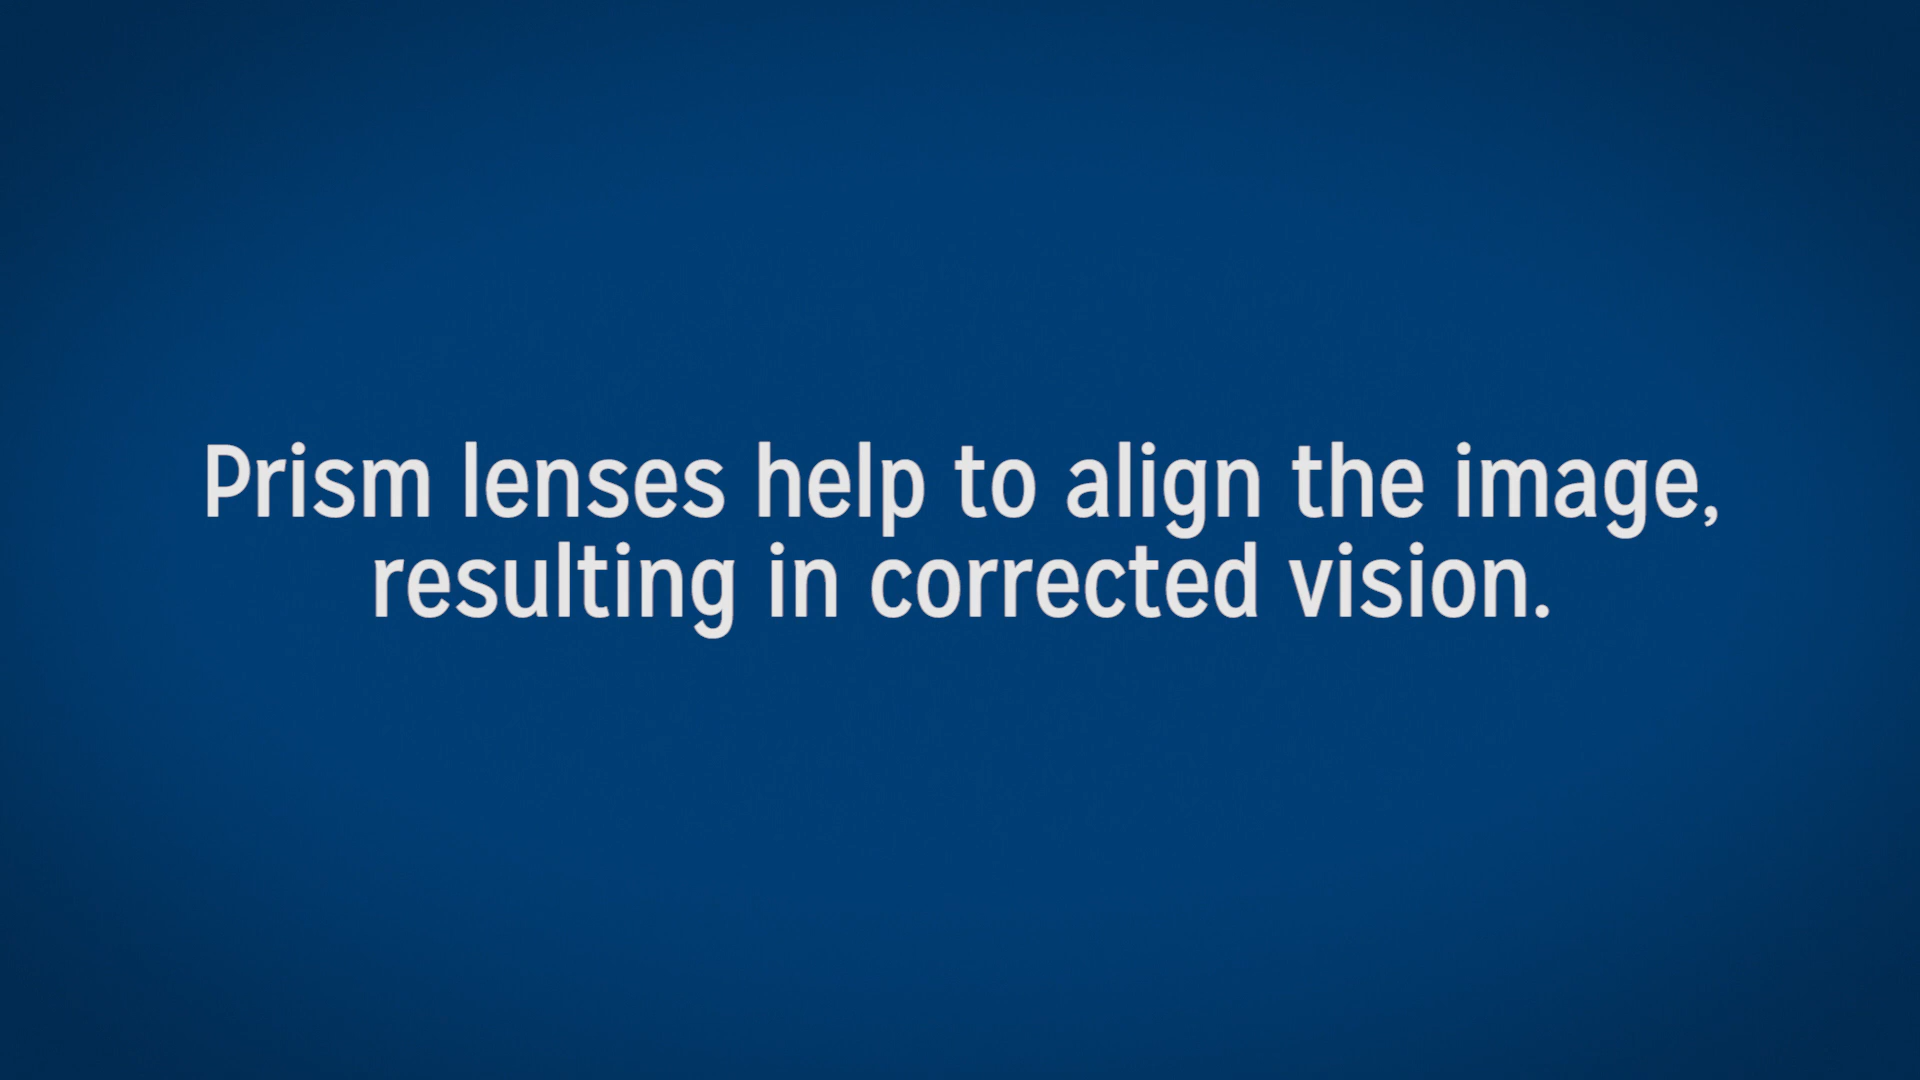 Prism lenses help to align the image,
resulting in corrected vision.